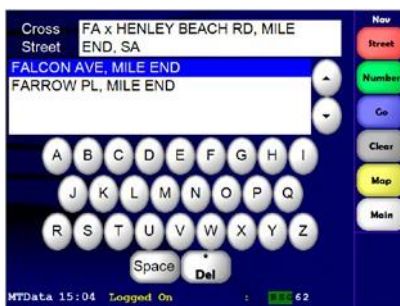 Nav
Cross Street
FA x HENLEY BEACH RD, MILE
END, SA
Street
FALCON AVE, MILE END
FARROW PL, MILE END
Number
Go
Clear
Map
Main
A B C D E F G H I
J K L M N O P Q
R S T U V W X Y Z
Space Del
MTData 15:04 Logged On : 62